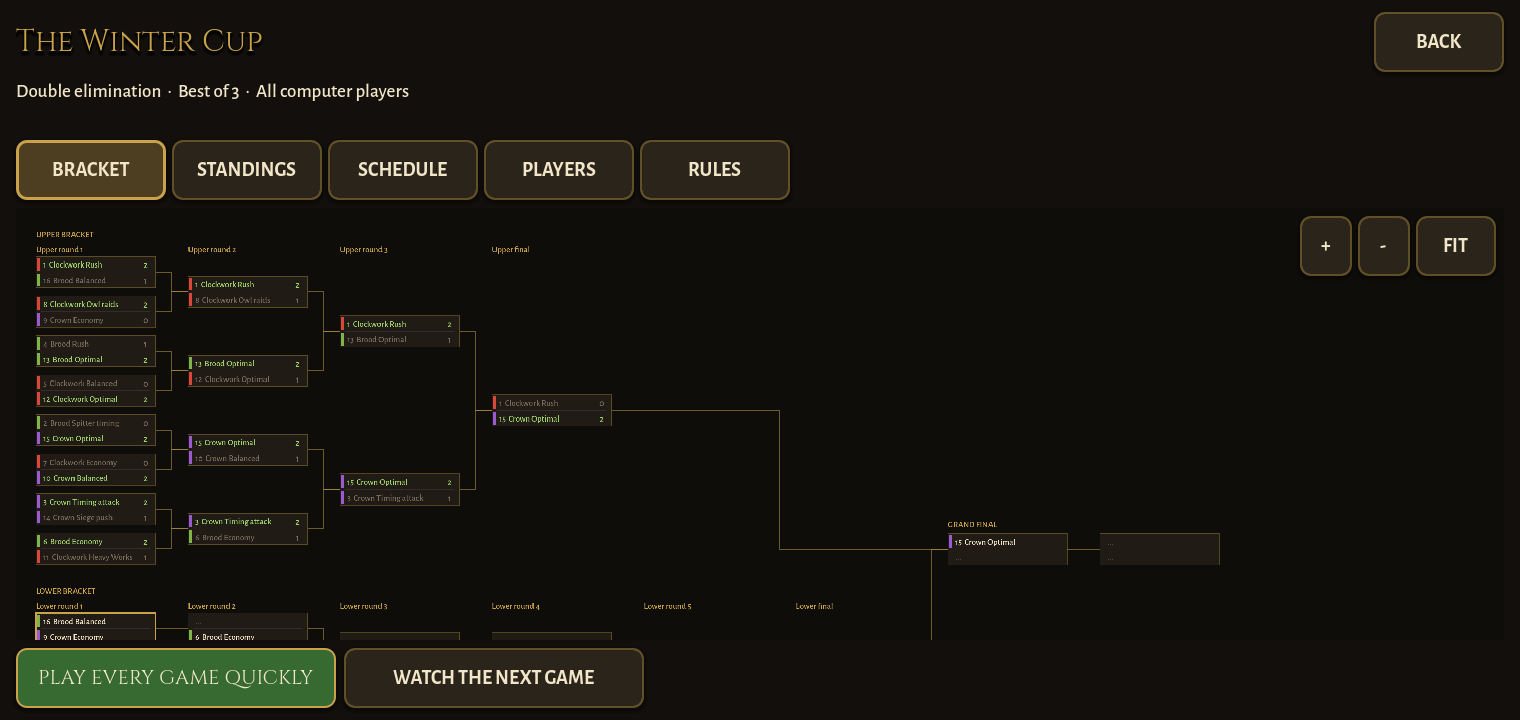 The Winter Cup
BACK
Double elimination · Best of 3 · All computer players
BRACKET
STANDINGS
SCHEDULE
PLAYERS
RULES
+
-
FIT
UPPER BRACKET
Upper round 1
Upper round 2
Upper round 3
Upper final
1 Clockwork Rush 2
16 Brood Balanced 1
8 Clockwork Owl raids 2
9 Crown Economy 0
4 Brood Rush 1
13 Brood Optimal 2
5 Clockwork Balanced 0
12 Clockwork Optimal 2
2 Brood Spitter timing 0
15 Crown Optimal 2
7 Clockwork Economy 0
10 Crown Balanced 2
3 Crown Timing attack 2
14 Crown Siege push 1
6 Brood Economy 2
11 Clockwork Heavy Works 1
1 Clockwork Rush 2
8 Clockwork Owl raids 1
13 Brood Optimal 2
12 Clockwork Optimal 1
15 Crown Optimal 2
10 Crown Balanced 1
3 Crown Timing attack 2
6 Brood Economy 1
1 Clockwork Rush 2
13 Brood Optimal 1
15 Crown Optimal 2
3 Crown Timing attack 1
1 Clockwork Rush 0
15 Crown Optimal 2
GRAND FINAL
15 Crown Optimal
...
...
...
LOWER BRACKET
Lower round 1
Lower round 2
Lower round 3
Lower round 4
Lower round 5
Lower final
16 Brood Balanced
9 Crown Economy
...
6 Brood Economy
PLAY EVERY GAME QUICKLY
WATCH THE NEXT GAME